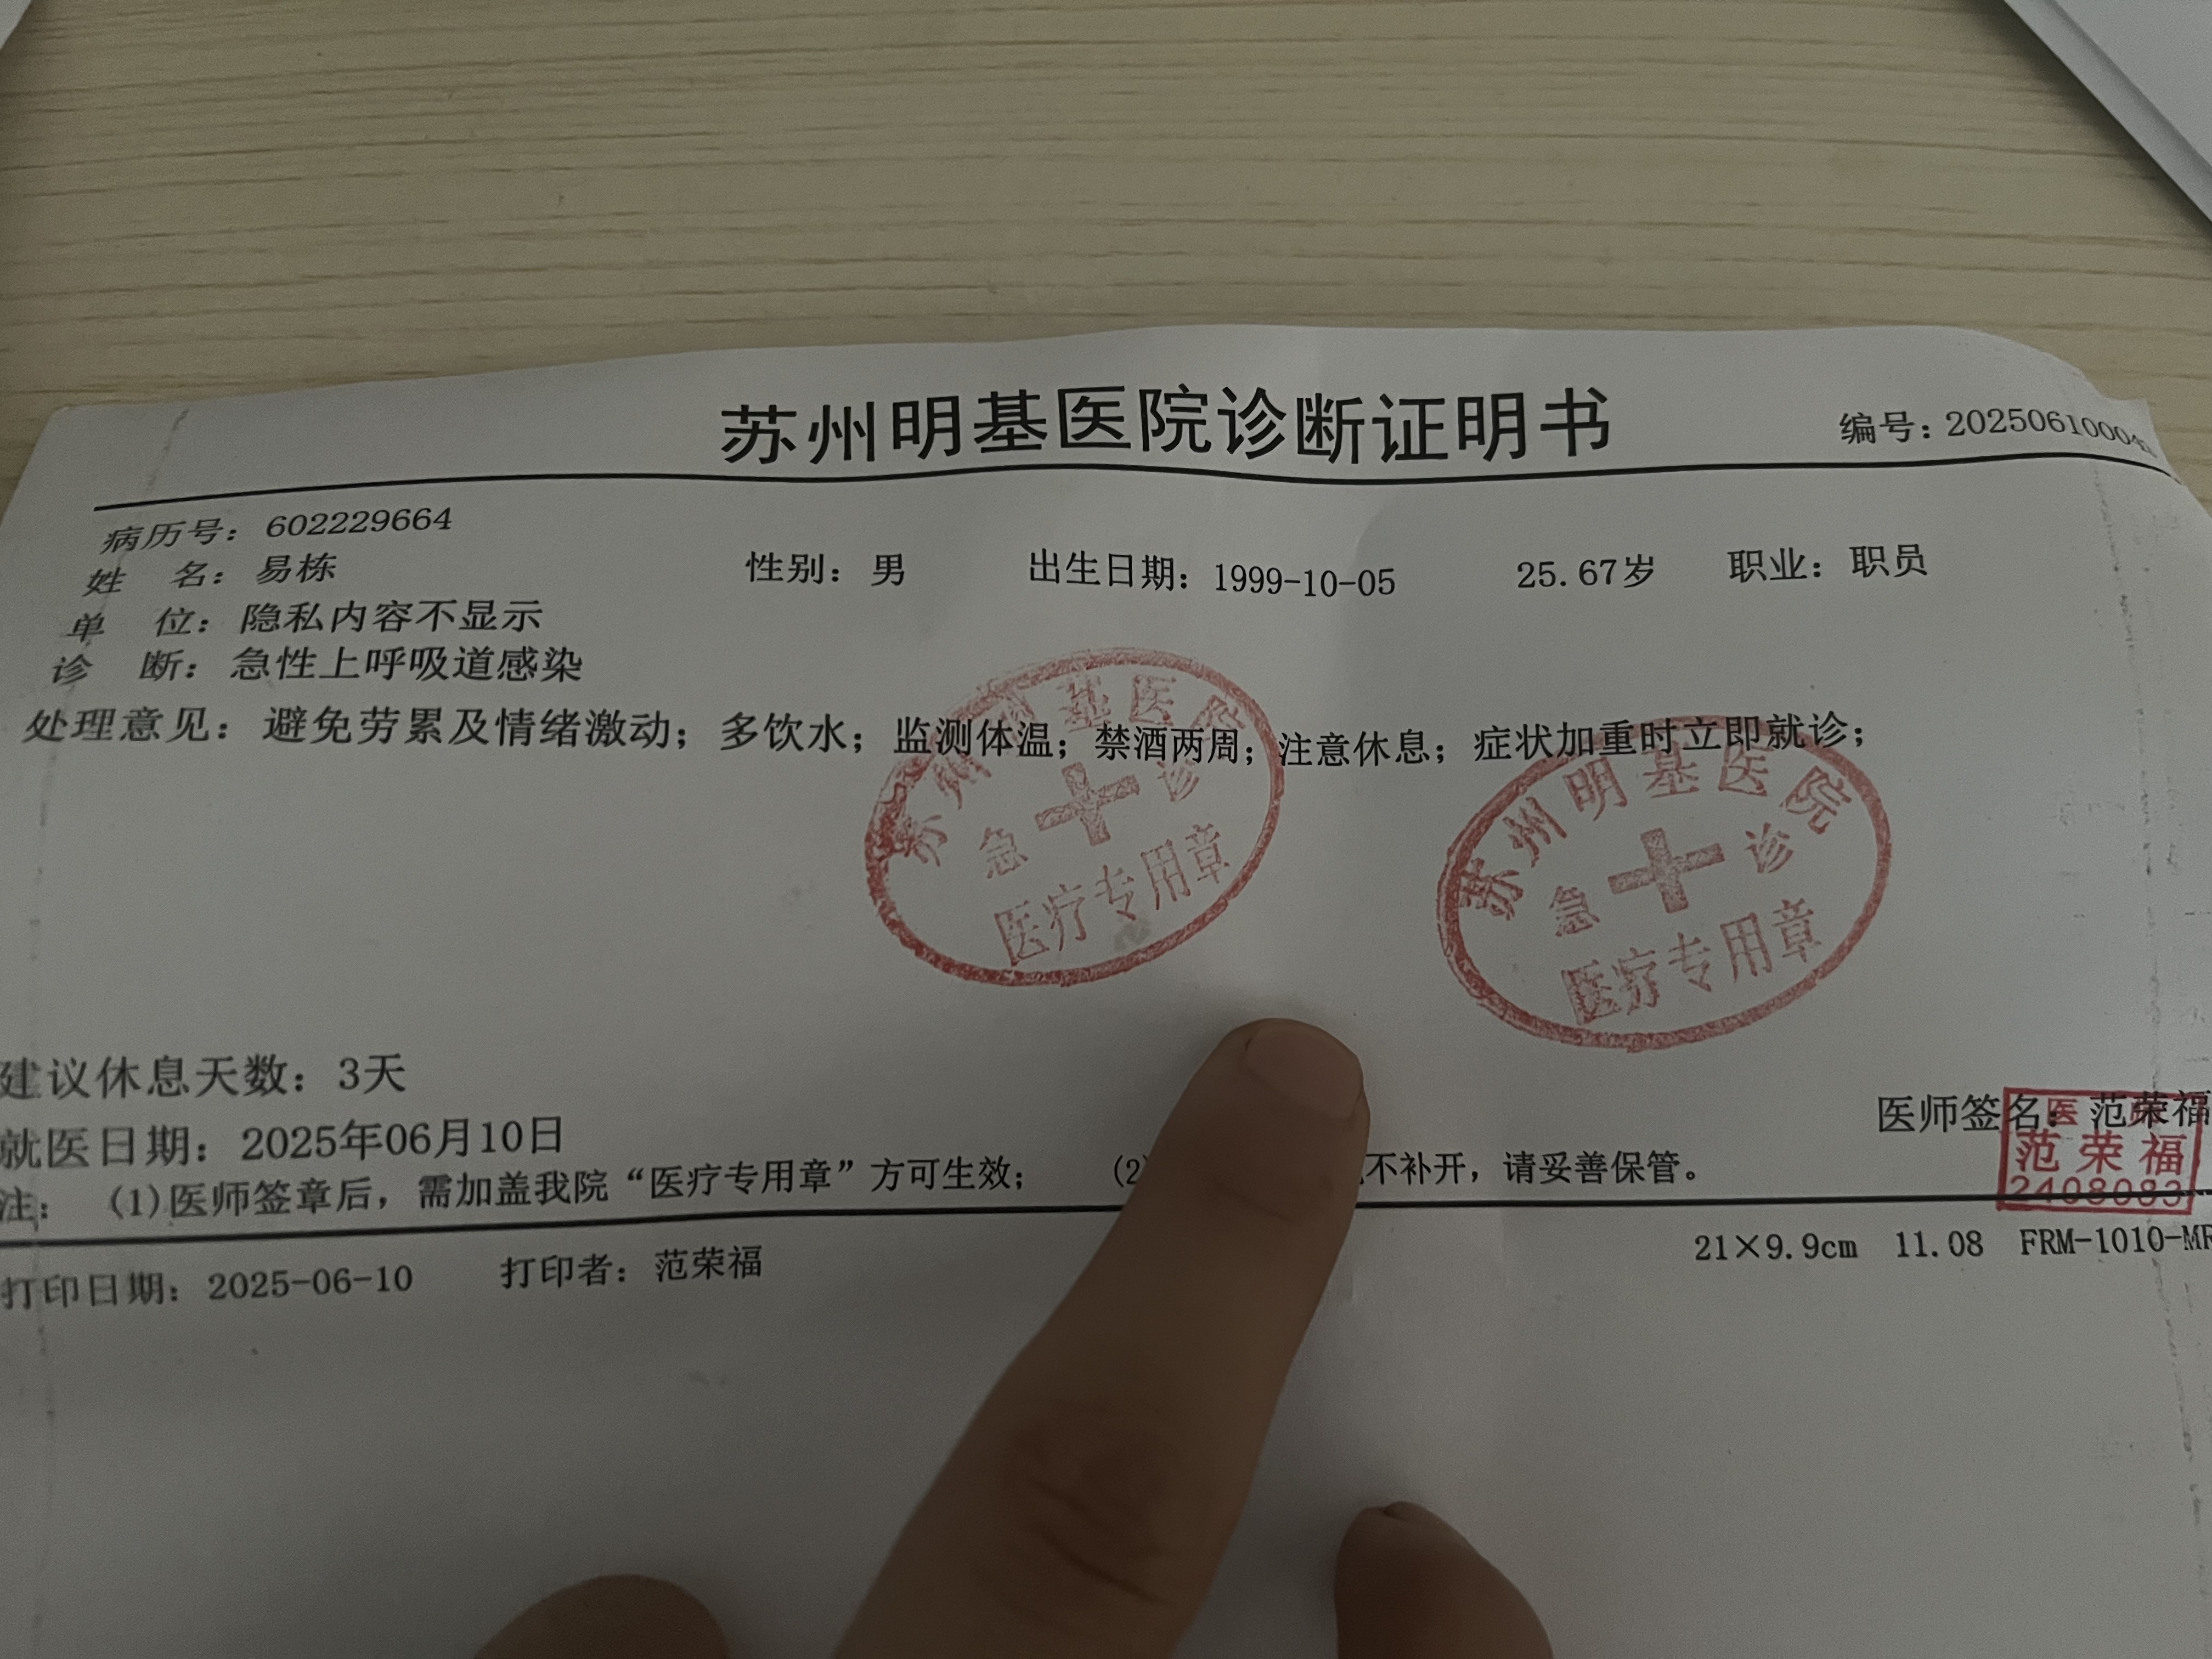 苏州明基医院诊断证明书
编号：202506100042
病历号：602229664
姓 名：易栋 性别：男 出生日期：1999-10-05 25.67岁 职业：职员
单 位：隐私内容不显示
诊 断：急性上呼吸道感染
处理意见：避免劳累及情绪激动；多饮水；监测体温；禁酒两周；注意休息；症状加重时立即就诊；
苏州明基医院
急 诊
医疗专用章
苏州明基医院
急 诊
医疗专用章
建议休息天数：3天
医师签名：范荣福
医 师
范荣福
2408083
就医日期：2025年06月10日
注： (1)医师签章后，需加盖我院“医疗专用章”方可生效； (2) 不补开，请妥善保管。
21×9.9cm 11.08 FRM-1010-MR
打印日期：2025-06-10 打印者：范荣福